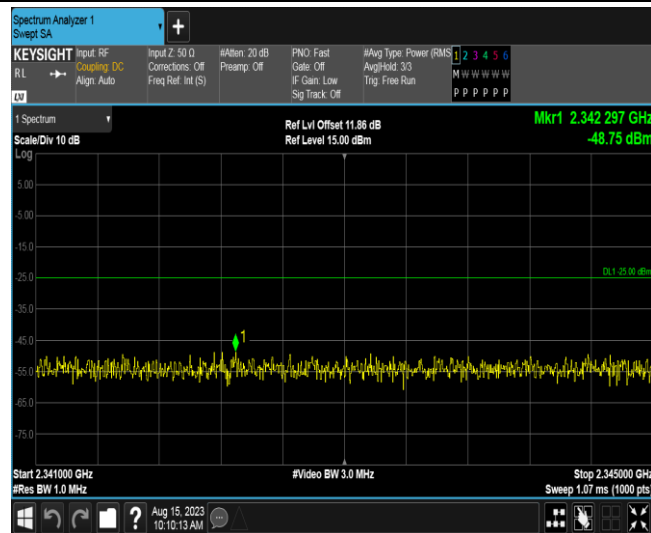 Spectrum Analyzer 1
Swept SA
+
KEYSIGHT
RL
LXI
Input: RF
Coupling: DC
Align: Auto
Input Z: 50 Ω
Corrections: Off
Freq Ref: Int (S)
#Atten: 20 dB
Preamp: Off
PNO: Fast
Gate: Off
IF Gain: Low
Sig Track: Off
#Avg Type: Power (RMS
Avg|Hold: 3/3
Trig: Free Run
1 2 3 4 5 6
M W W W W W
P P P P P P
1 Spectrum
Scale/Div 10 dB
Log
Ref Lvl Offset 11.86 dB
Ref Level 15.00 dBm
Mkr1 2.342 297 GHz
-48.75 dBm
5.00
-5.00
-15.0
-25.0
DL1 -25.00 dBm
-35.0
-45.0
1
-55.0
-65.0
-75.0
Start 2.341000 GHz
#Res BW 1.0 MHz
#Video BW 3.0 MHz
Stop 2.345000 GHz
Sweep 1.07 ms (1000 pts)
?
Aug 15, 2023
10:10:13 AM